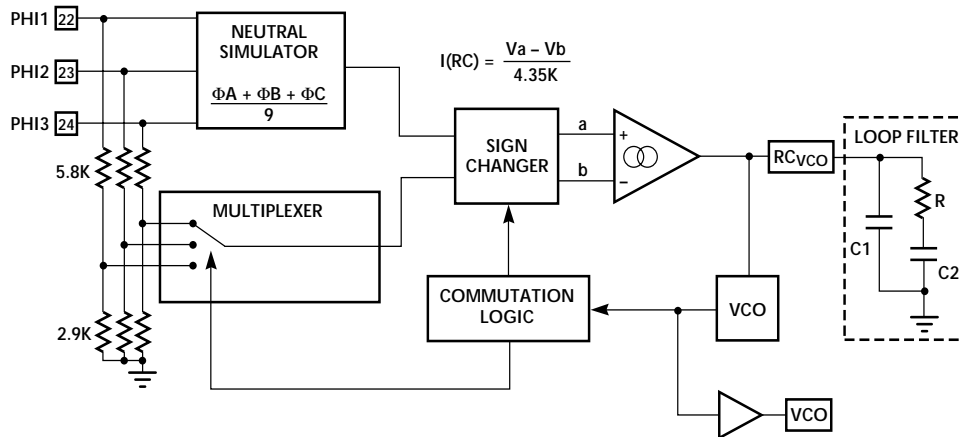 PHI1 22
PHI2 23
PHI3 24
NEUTRAL
SIMULATOR
ΦA + ΦB + ΦC
9
I(RC) = Va – Vb
4.35K
SIGN
CHANGER
a
b
+
–
RCVCO
LOOP FILTER
R
C1
C2
5.8K
MULTIPLEXER
COMMUTATION
LOGIC
VCO
2.9K
VCO